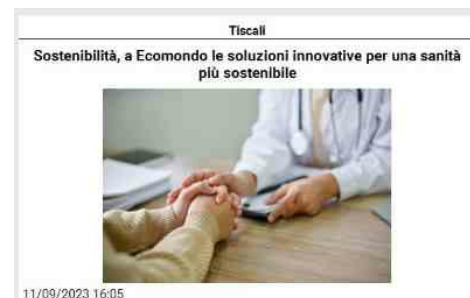 Tiscali
Sostenibilità, a Ecomondo le soluzioni innovative per una sanità
più sostenibile
11/09/2023 16:05